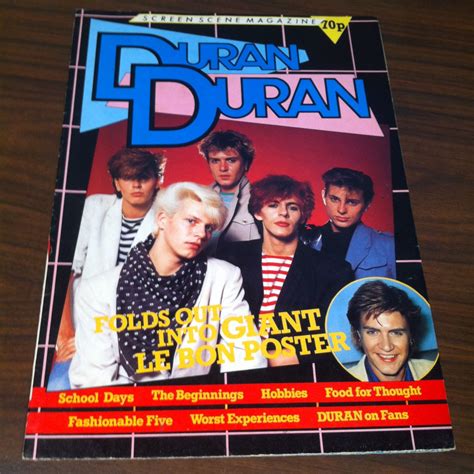 SCREEN SCENE MAGAZINE
70p
DURAN
DURAN
FOLDS OUT
INTO GIANT
LE BON POSTER
School Days The Beginnings Hobbies Food for Thought
Fashionable Five Worst Experiences DURAN on Fans